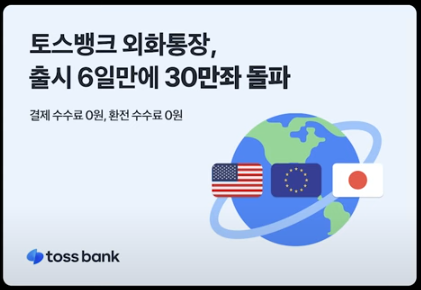 토스뱅크 외화통장,
출시 6일만에 30만좌 돌파
결제 수수료 0원, 환전 수수료 0원
toss bank